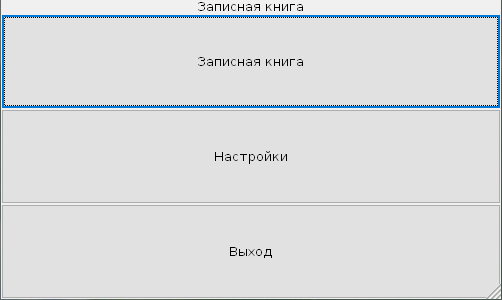 Записная книга
Записная книга
Настройки
Выход